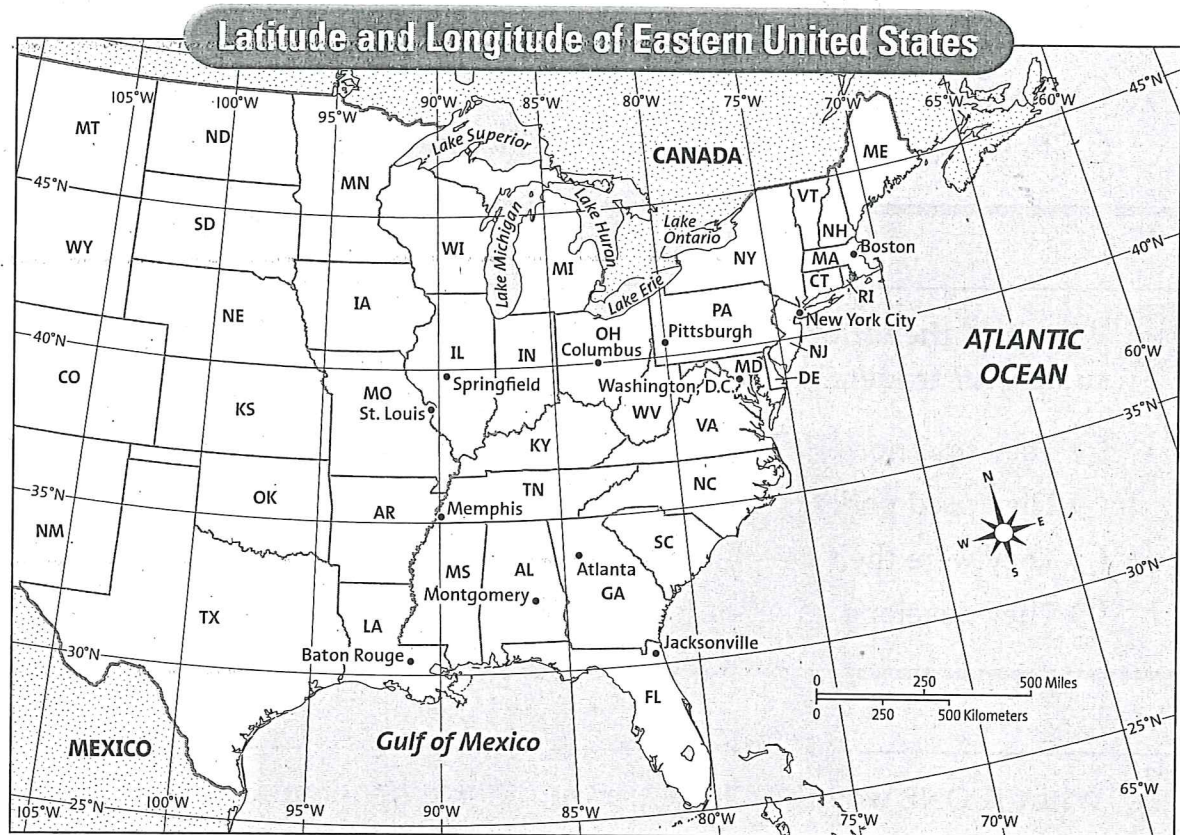 Latitude and Longitude of Eastern United States
105°W
100°W
95°W
90°W
85°W
80°W
75°W
70°W
65°W
60°W
45°N
MT
ND
MN
Lake Superior
CANADA
ME
45°N
WY
SD
WI
Lake Michigan
Lake Huron
MI
Lake Ontario
Lake Erie
NY
VT
NH
MA
Boston
CT
RI
40°N
NE
IA
PA
Pittsburgh
New York City
NJ
ATLANTIC
OCEAN
60°W
40°N
CO
KS
MO
St. Louis
IL
Springfield
IN
OH
Columbus
Washington, D.C.
MD
DE
WV
VA
KY
35°N
35°N
NM
OK
AR
Memphis
TN
NC
SC
N
E
W
S
TX
LA
MS
AL
Montgomery
Atlanta
GA
30°N
30°N
Baton Rouge
Jacksonville
FL
0 250 500 Miles
0 250 500 Kilometers
25°N
MEXICO
Gulf of Mexico
105°W
25°N
100°W
95°W
90°W
85°W
80°W
75°W
70°W
65°W